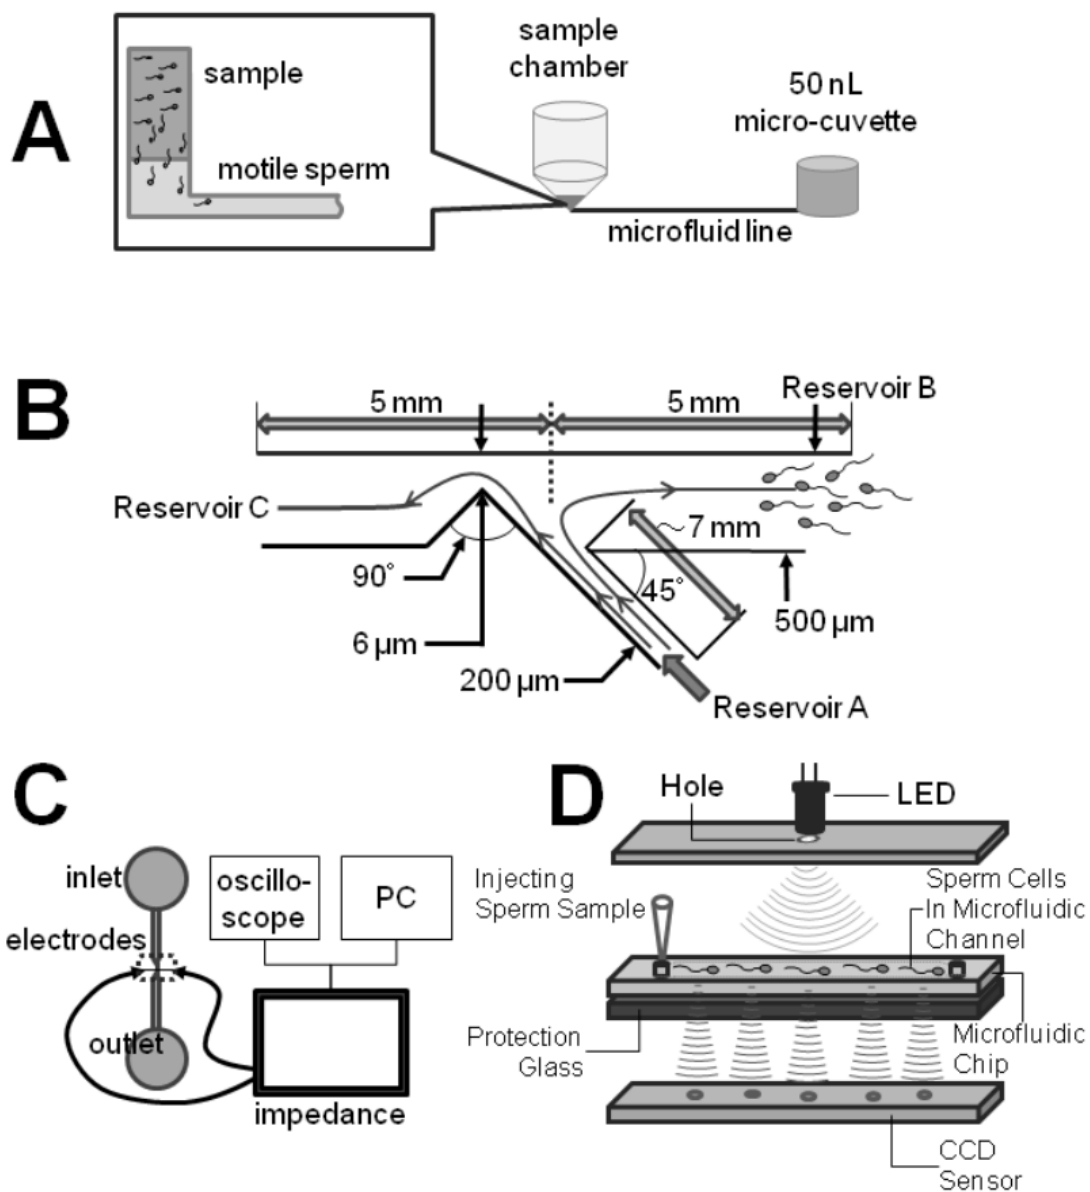 A
sample
motile sperm
sample
chamber
50 nL
micro-cuvette
microfluid line
B
5 mm
5 mm
Reservoir B
Reservoir C
7 mm
90°
45°
500 µm
6 µm
200 µm
Reservoir A
C
inlet
electrodes
outlet
oscillo-
scope
PC
impedance
D
Hole
LED
Injecting
Sperm Sample
Sperm Cells
In Microfluidic
Channel
Protection
Glass
Microfluidic
Chip
CCD
Sensor